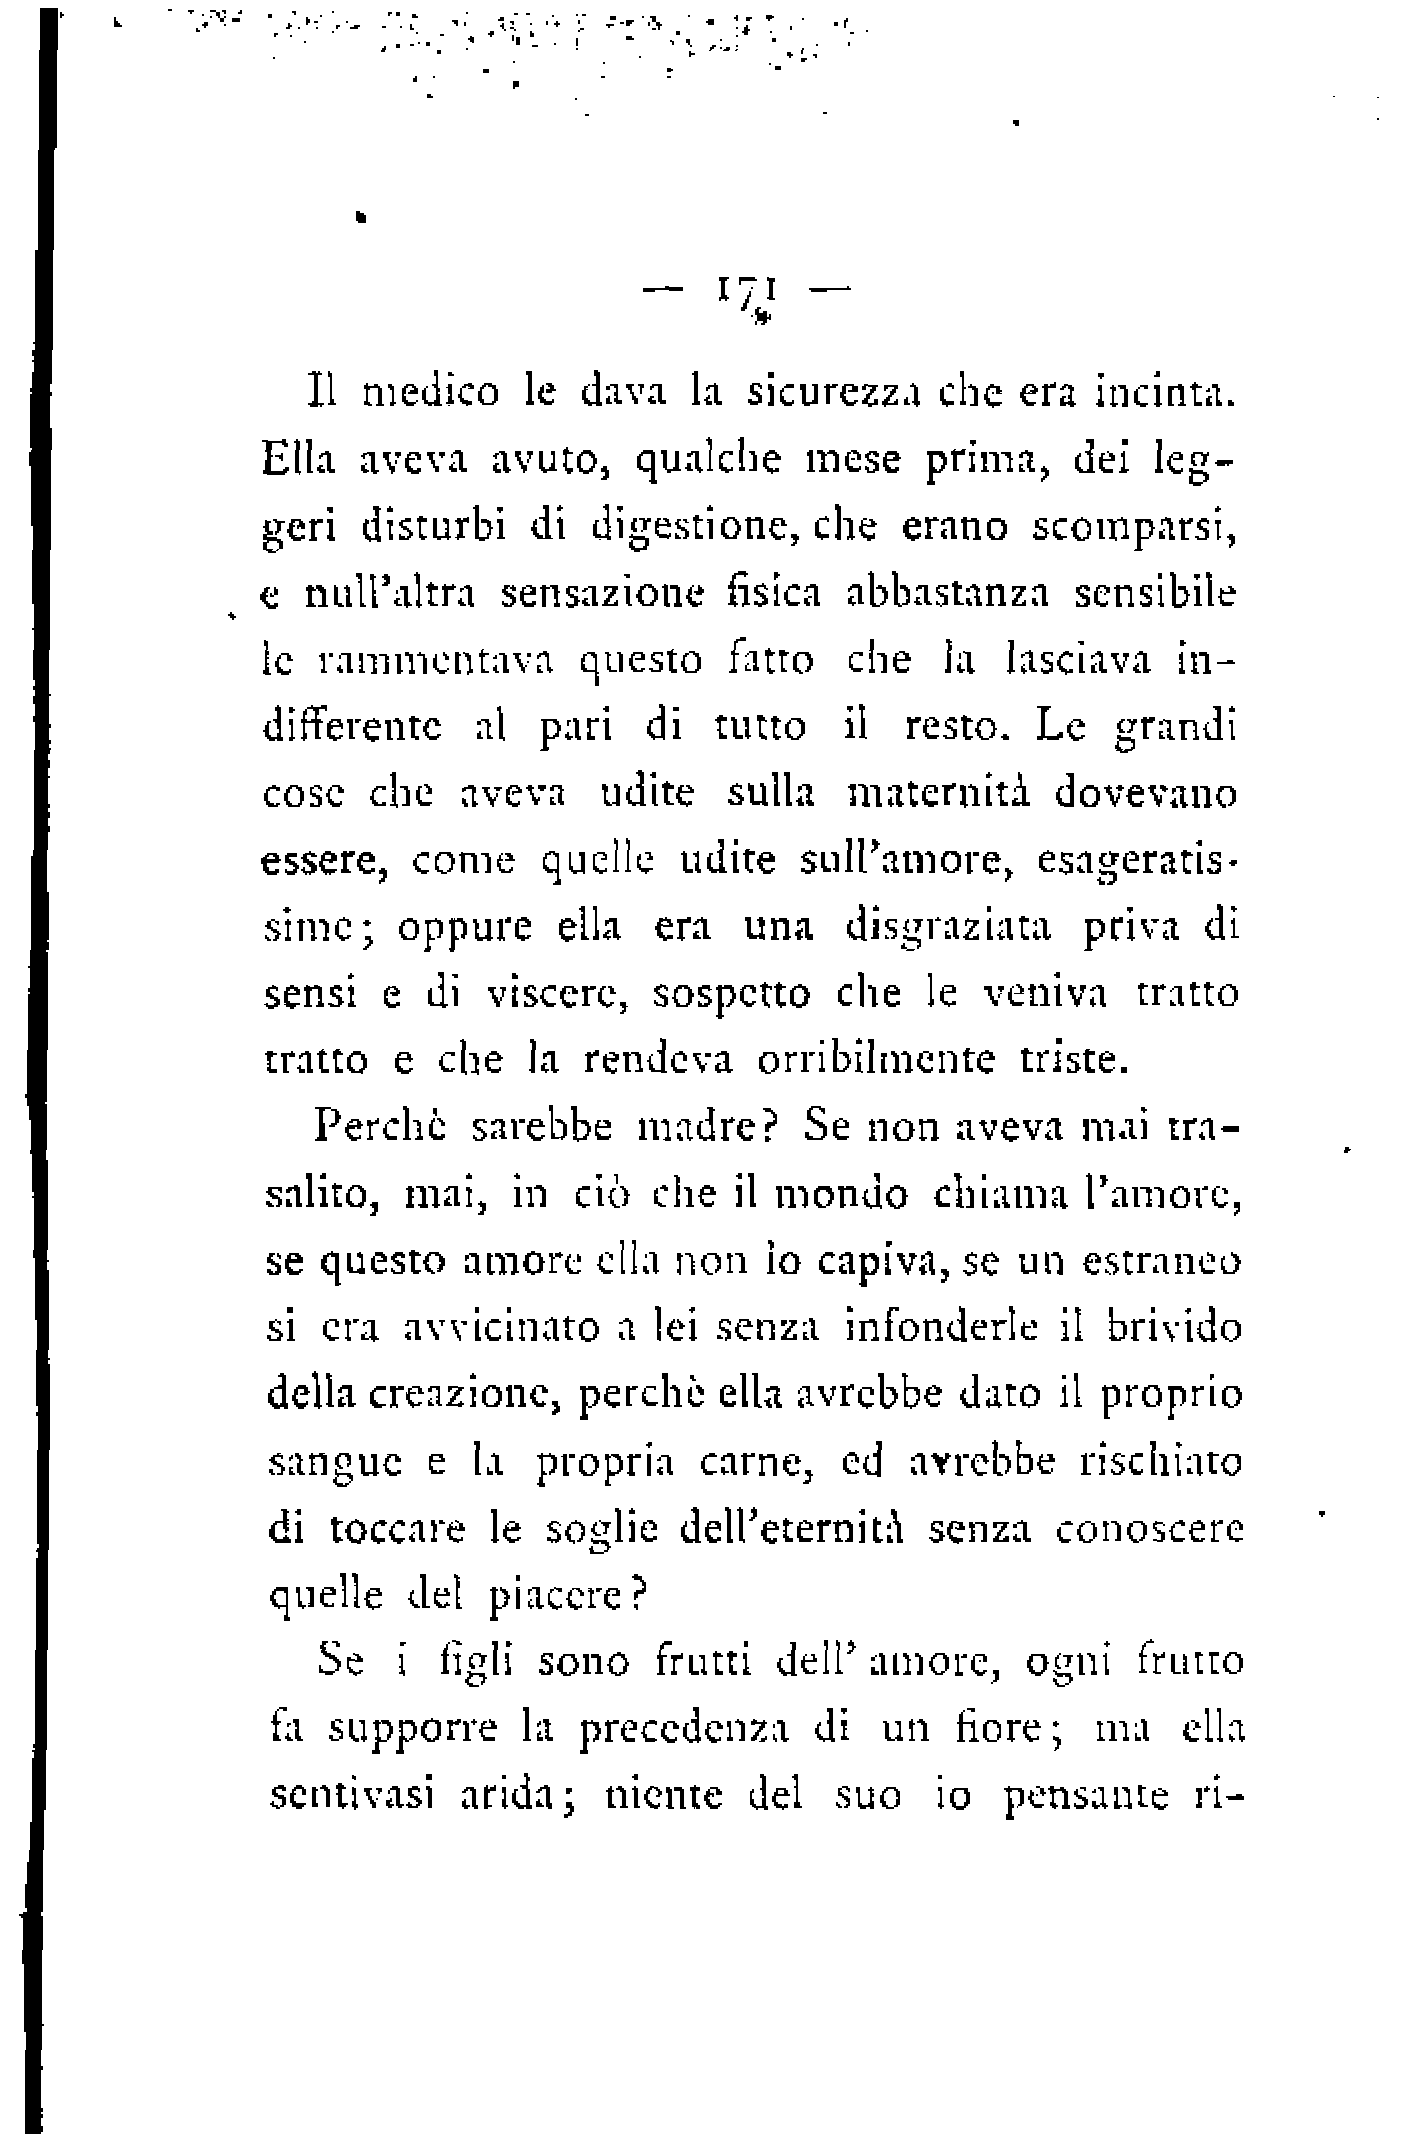 — 171 —
Il medico le dava la sicurezza che era incinta.
Ella aveva avuto, qualche mese prima, dei leg-
geri disturbi di digestione, che erano scomparsi,
e null'altra sensazione fisica abbastanza sensibile
le rammentava questo fatto che la lasciava in-
differente al pari di tutto il resto. Le grandi
cose che aveva udite sulla maternità dovevano
essere, come quelle udite sull'amore, esageratis-
sime; oppure ella era una disgraziata priva di
sensi e di viscere, sospetto che le veniva tratto
tratto e che la rendeva orribilmente triste.
Perchè sarebbe madre? Se non aveva mai tra-
salito, mai, in ciò che il mondo chiama l'amore,
se questo amore ella non lo capiva, se un estraneo
si era avvicinato a lei senza infonderle il brivido
della creazione, perchè ella avrebbe dato il proprio
sangue e la propria carne, ed avrebbe rischiato
di toccare le soglie dell'eternità senza conoscere
quelle del piacere?
Se i figli sono frutti dell'amore, ogni frutto
fa supporre la precedenza di un fiore; ma ella
sentivasi arida; niente del suo io pensante ri-